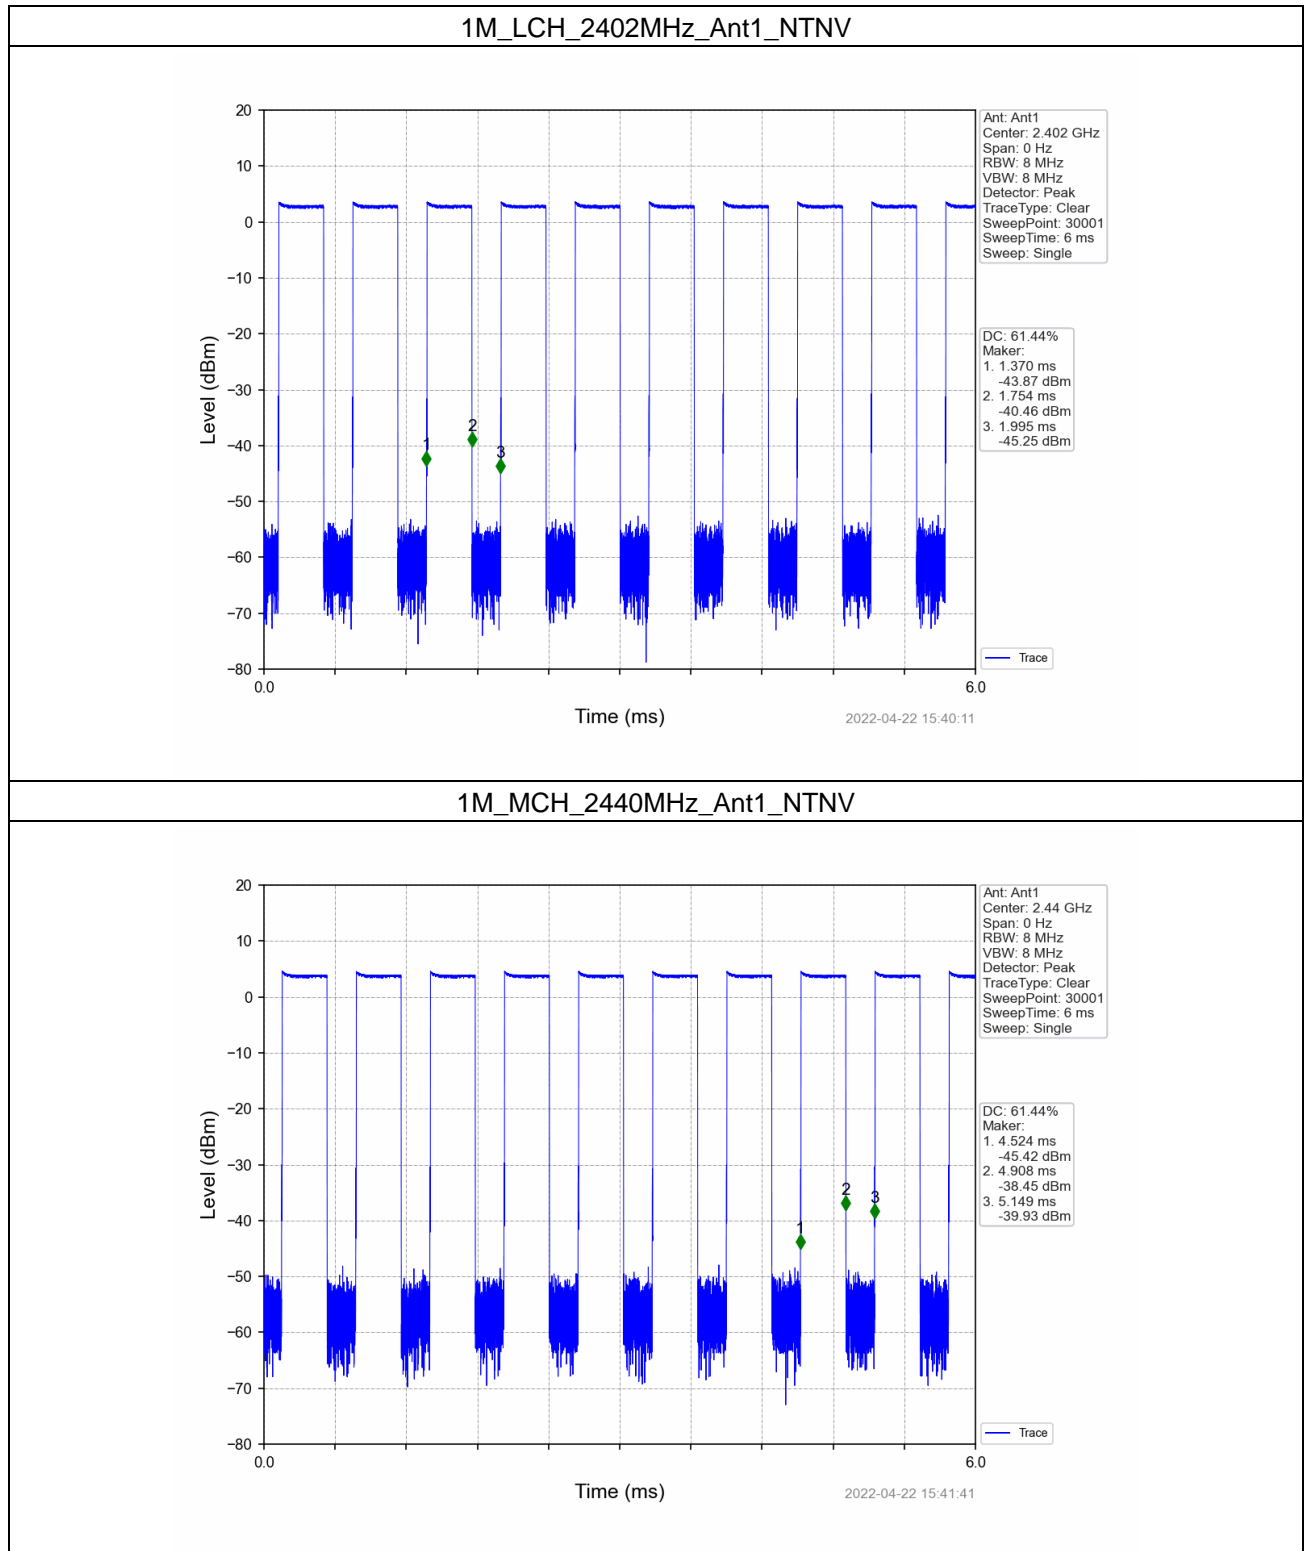 1M_LCH_2402MHz_Ant1_NTNV
20
10
0
−10
−20
−30
−40
−50
−60
−70
−80
Level (dBm)
1
2
3
0.0
6.0
Time (ms)
2022-04-22 15:40:11
Ant: Ant1
Center: 2.402 GHz
Span: 0 Hz
RBW: 8 MHz
VBW: 8 MHz
Detector: Peak
TraceType: Clear
SweepPoint: 30001
SweepTime: 6 ms
Sweep: Single
DC: 61.44%
Maker:
1. 1.370 ms
-43.87 dBm
2. 1.754 ms
-40.46 dBm
3. 1.995 ms
-45.25 dBm
Trace
1M_MCH_2440MHz_Ant1_NTNV
20
10
0
−10
−20
−30
−40
−50
−60
−70
−80
Level (dBm)
1
2
3
0.0
6.0
Time (ms)
2022-04-22 15:41:41
Ant: Ant1
Center: 2.44 GHz
Span: 0 Hz
RBW: 8 MHz
VBW: 8 MHz
Detector: Peak
TraceType: Clear
SweepPoint: 30001
SweepTime: 6 ms
Sweep: Single
DC: 61.44%
Maker:
1. 4.524 ms
-45.42 dBm
2. 4.908 ms
-38.45 dBm
3. 5.149 ms
-39.93 dBm
Trace